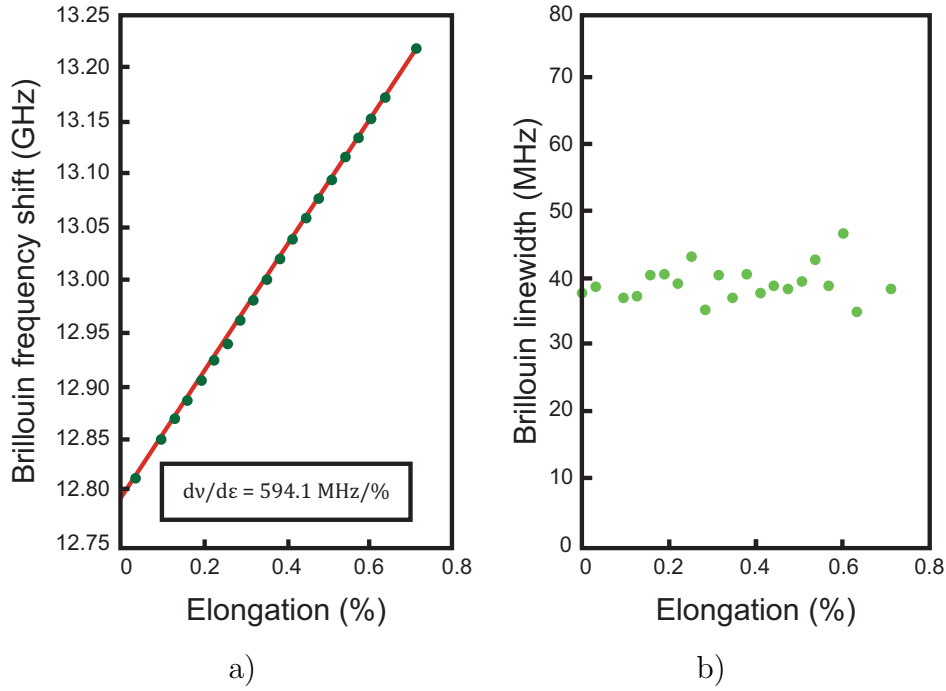 13.25
13.20
13.15
13.10
13.05
13.00
12.95
12.90
12.85
12.80
12.75
Brillouin frequency shift (GHz)
dν/dε = 594.1 MHz/%
0 0.2 0.4 0.6 0.8
Elongation (%)
a)
80
70
60
50
40
30
20
10
0
Brillouin linewidth (MHz)
0 0.2 0.4 0.6 0.8
Elongation (%)
b)